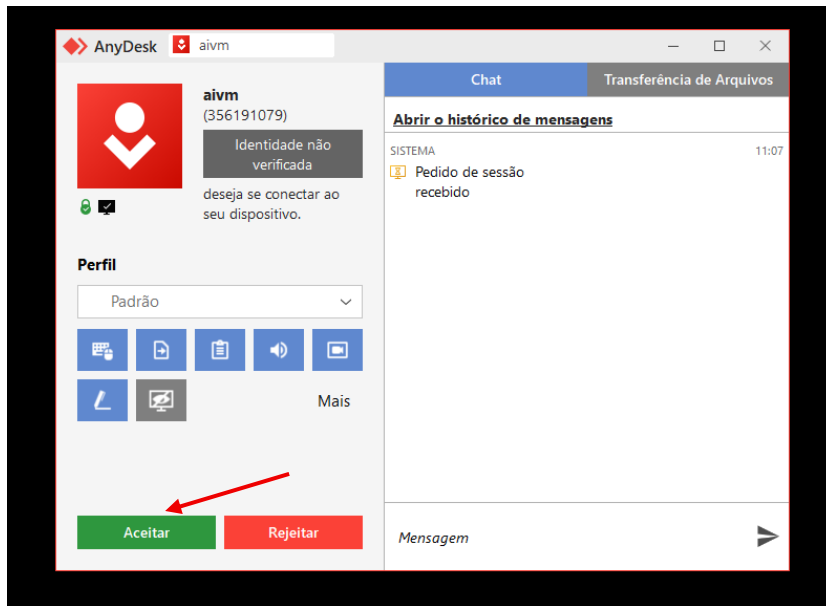 AnyDesk aivm
aivm
(356191079)
Identidade não
verificada
deseja se conectar ao
seu dispositivo.
Perfil
Padrão
Mais
Aceitar Rejeitar
Chat Transferência de Arquivos
Abrir o histórico de mensagens
SISTEMA 11:07
Pedido de sessão
recebido
Mensagem